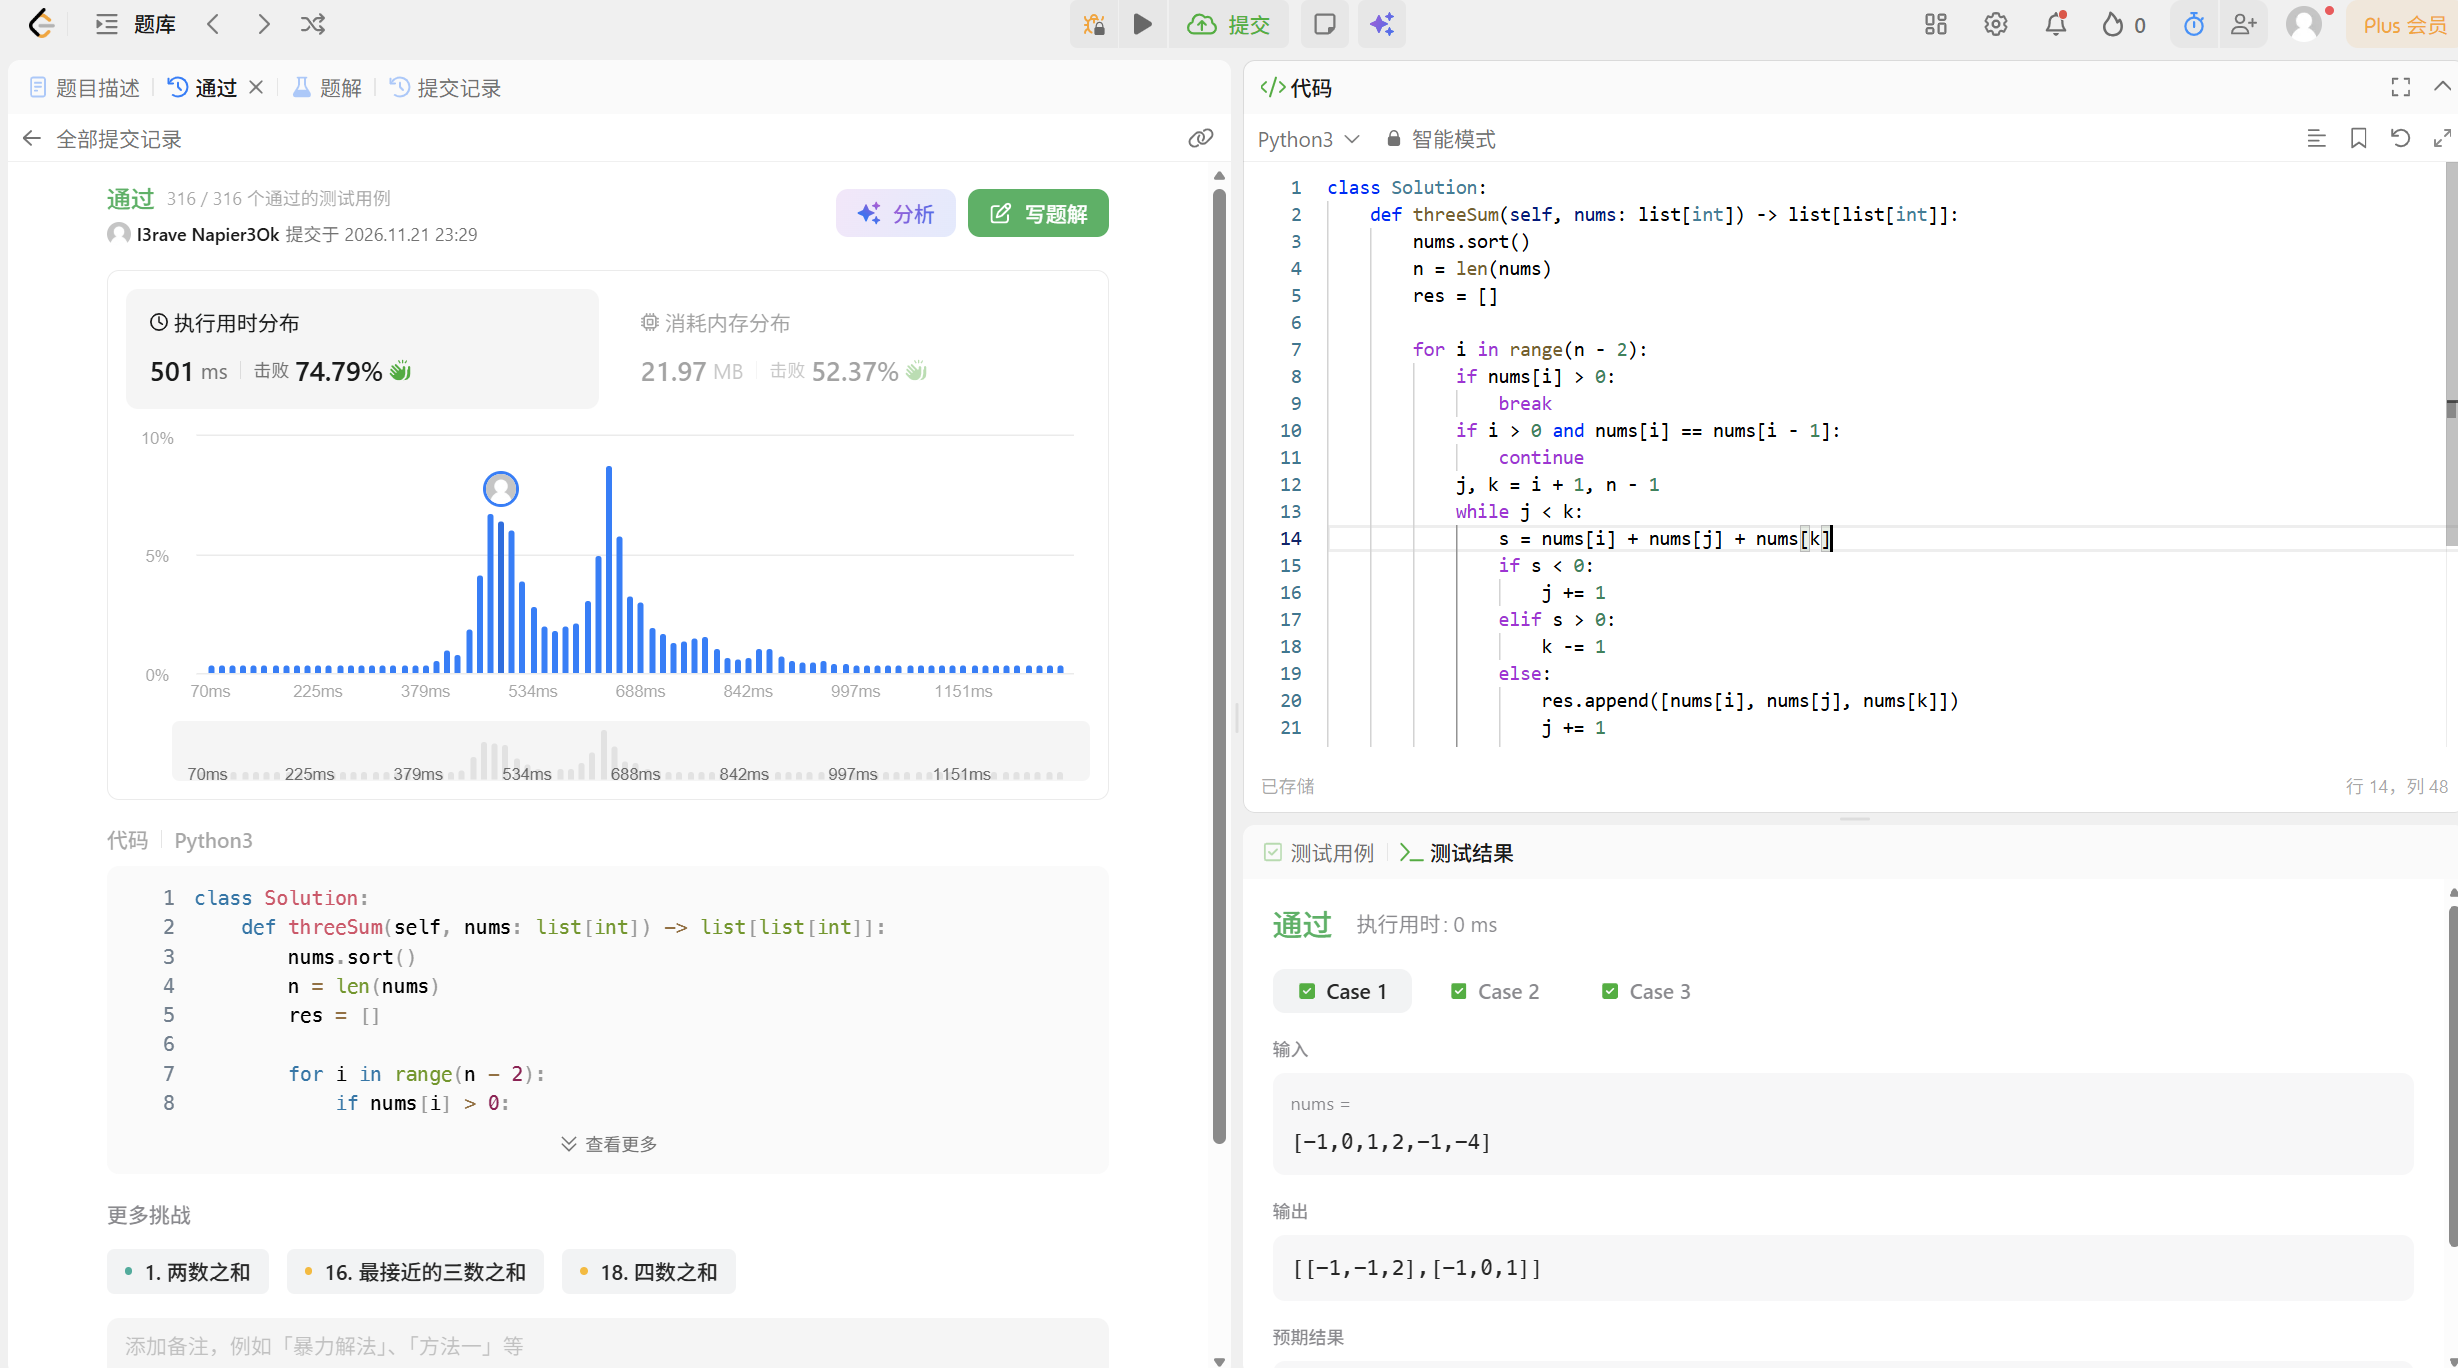 题库
提交
0
Plus 会员
题目描述
通过
题解
提交记录
全部提交记录
通过 316 / 316 个通过的测试用例
I3rave Napier3Ok 提交于 2026.11.21 23:29
分析
写题解
执行用时分布
501 ms 击败 74.79%
消耗内存分布
21.97 MB 击败 52.37%
10%
5%
0%
70ms 225ms 379ms 534ms 688ms 842ms 997ms 1151ms
70ms 225ms 379ms 534ms 688ms 842ms 997ms 1151ms
代码 Python3
1 class Solution:
2 def threeSum(self, nums: list[int]) -> list[list[int]]:
3 nums.sort()
4 n = len(nums)
5 res = []
6
7 for i in range(n - 2):
8 if nums[i] > 0:
查看更多
更多挑战
1. 两数之和
16. 最接近的三数之和
18. 四数之和
添加备注，例如「暴力解法」、「方法一」等
代码
Python3 智能模式
1 class Solution:
2 def threeSum(self, nums: list[int]) -> list[list[int]]:
3 nums.sort()
4 n = len(nums)
5 res = []
6
7 for i in range(n - 2):
8 if nums[i] > 0:
9 break
10 if i > 0 and nums[i] == nums[i - 1]:
11 continue
12 j, k = i + 1, n - 1
13 while j < k:
14 s = nums[i] + nums[j] + nums[k]
15 if s < 0:
16 j += 1
17 elif s > 0:
18 k -= 1
19 else:
20 res.append([nums[i], nums[j], nums[k]])
21 j += 1
已存储
行 14，列 48
测试用例
测试结果
通过 执行用时: 0 ms
Case 1
Case 2
Case 3
输入
nums =
[-1,0,1,2,-1,-4]
输出
[[-1,-1,2],[-1,0,1]]
预期结果